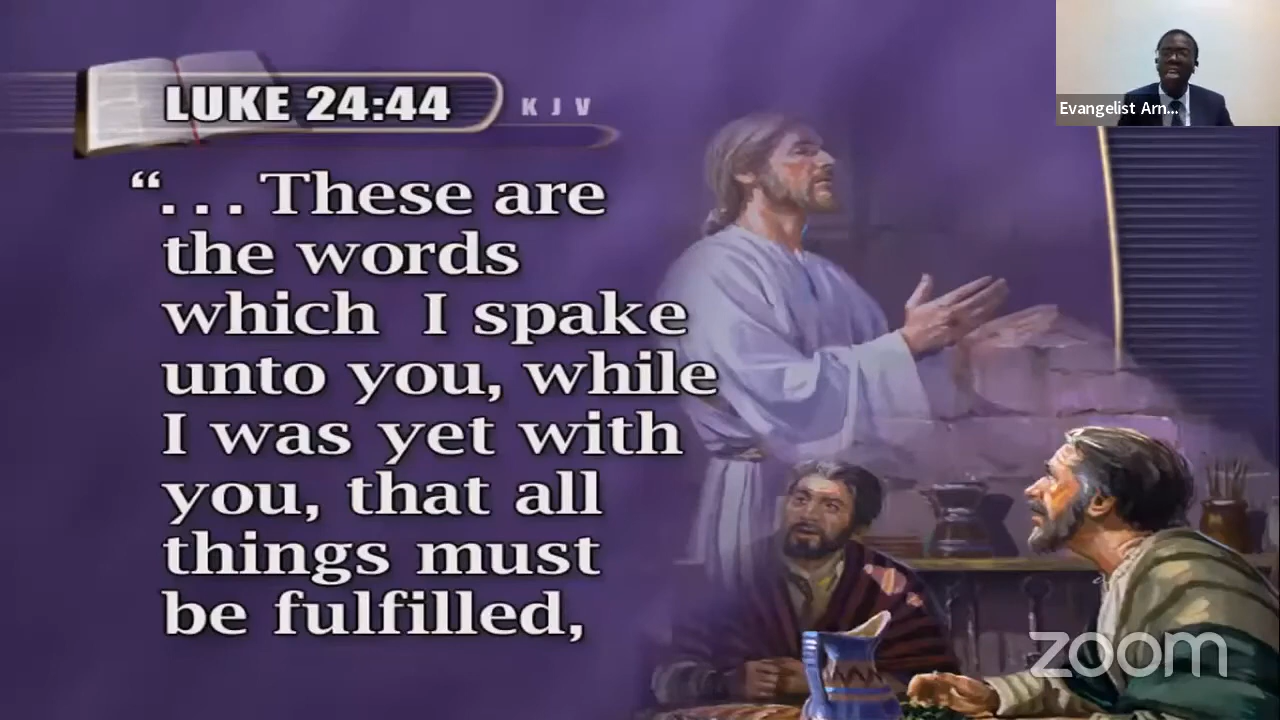 LUKE 24:44 KJV
“... These are
the words
which I spake
unto you, while
I was yet with
you, that all
things must
be fulfilled,
Evangelist Arn...
zoom